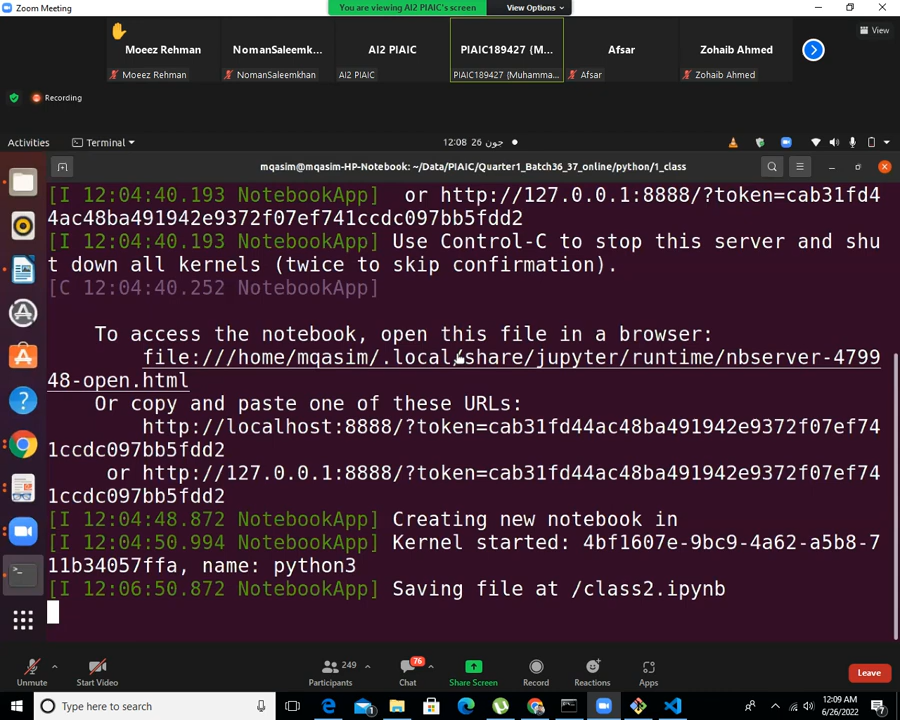 Zoom Meeting
You are viewing AI2 PIAIC's screen
View Options
Moeez Rehman
NomanSaleemk...
AI2 PIAIC
PIAIC189427 (M...
Afsar
Zohaib Ahmed
Moeez Rehman
NomanSaleemkhan
AI2 PIAIC
PIAIC189427 (Muhamma...
Afsar
Zohaib Ahmed
View
Recording
Activities
Terminal
12:08 26 جون
mqasim@mqasim-HP-Notebook: ~/Data/PIAIC/Quarter1_Batch36_37_online/python/1_class
[I 12:04:40.193 NotebookApp]  or http://127.0.0.1:8888/?token=cab31fd4
4ac48ba491942e9372f07ef741ccdc097bb5fdd2
[I 12:04:40.193 NotebookApp] Use Control-C to stop this server and shu
t down all kernels (twice to skip confirmation).
[C 12:04:40.252 NotebookApp]
To access the notebook, open this file in a browser:
file:///home/mqasim/.local/share/jupyter/runtime/nbserver-4799
48-open.html
Or copy and paste one of these URLs:
http://localhost:8888/?token=cab31fd44ac48ba491942e9372f07ef74
1ccdc097bb5fdd2
or http://127.0.0.1:8888/?token=cab31fd44ac48ba491942e9372f07ef74
1ccdc097bb5fdd2
[I 12:04:48.872 NotebookApp] Creating new notebook in
[I 12:04:50.994 NotebookApp] Kernel started: 4bf1607e-9bc9-4a62-a5b8-7
11b34057ffa, name: python3
[I 12:06:50.872 NotebookApp] Saving file at /class2.ipynb
Unmute
Start Video
249
Participants
76
Chat
Share Screen
Record
Reactions
Apps
Leave
Type here to search
12:09 AM
6/26/2022